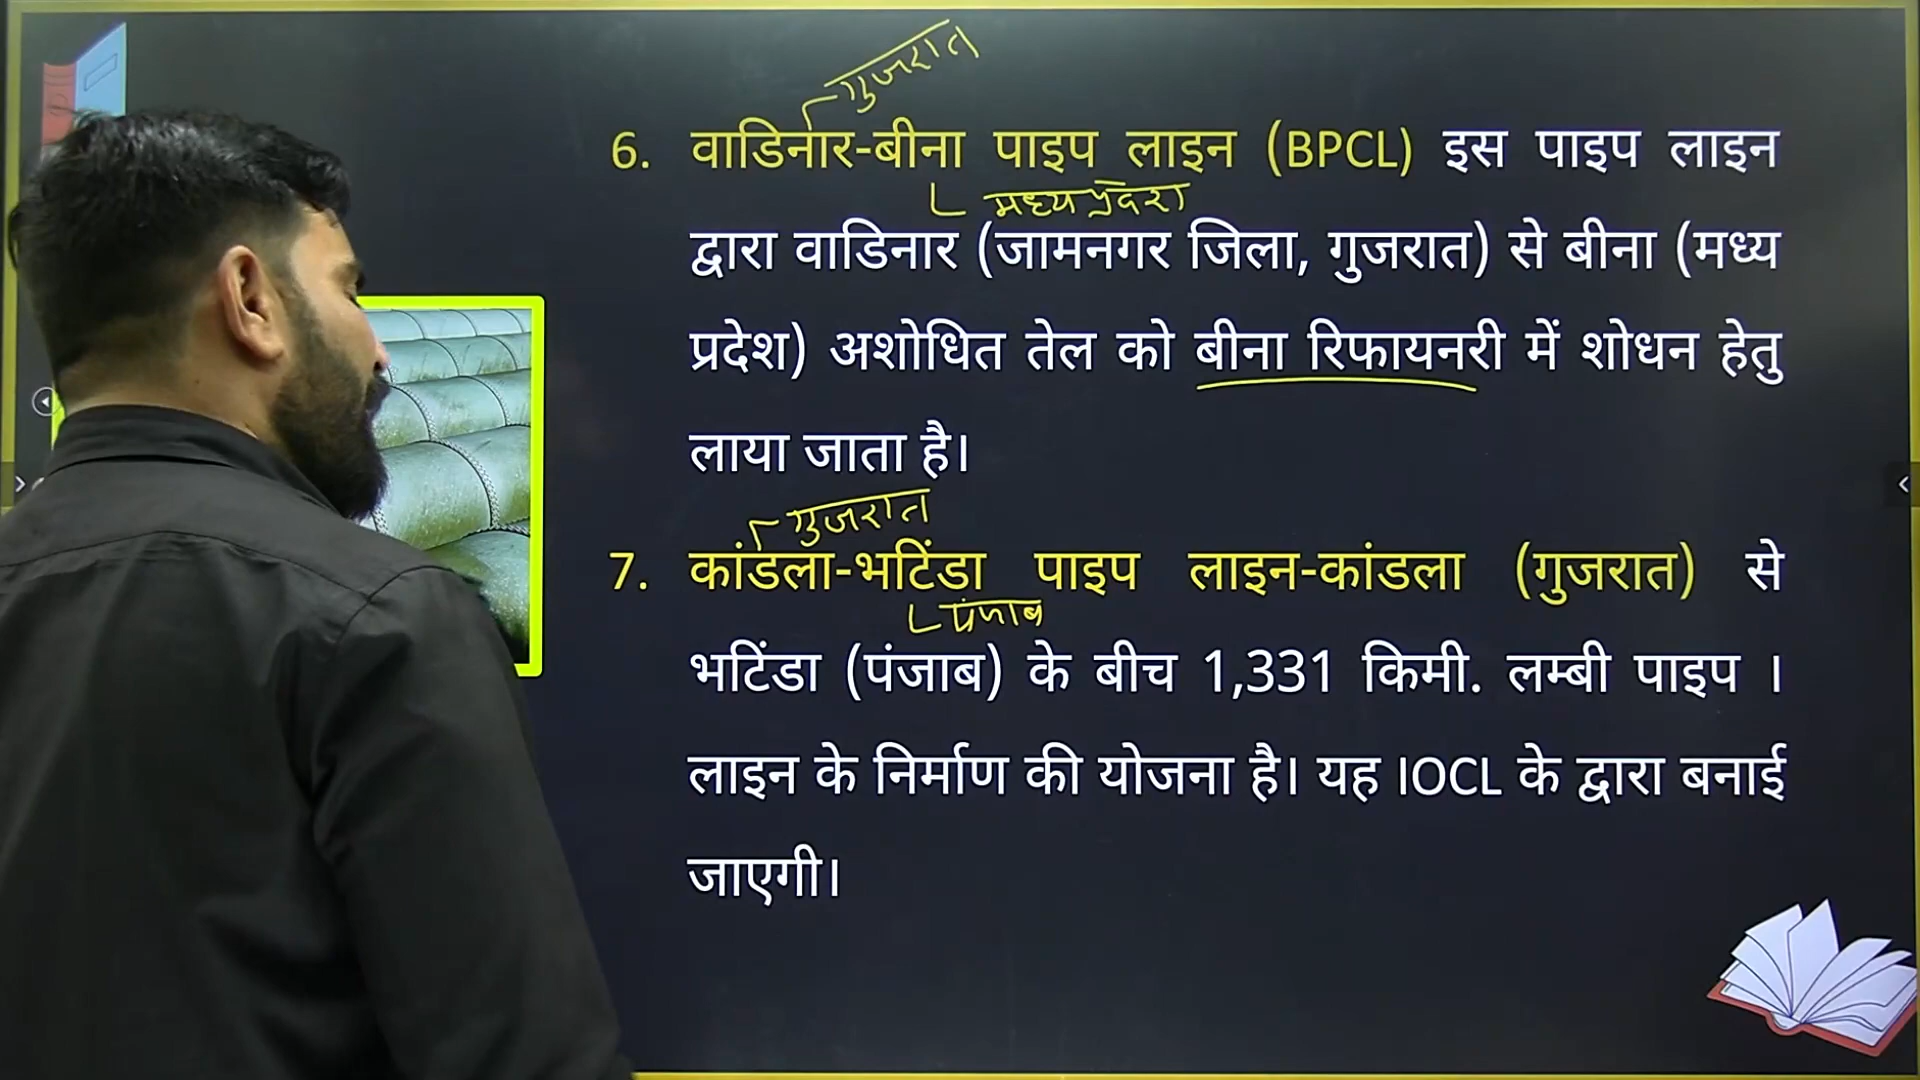 गुजरात
6. वाडिनार-बीना पाइप लाइन (BPCL) इस पाइप लाइन
मध्य प्रदेश
द्वारा वाडिनार (जामनगर जिला, गुजरात) से बीना (मध्य
प्रदेश) अशोधित तेल को बीना रिफायनरी में शोधन हेतु
लाया जाता है।
गुजरात
7. कांडला-भटिंडा पाइप लाइन-कांडला (गुजरात) से
पंजाब
भटिंडा (पंजाब) के बीच 1,331 किमी. लम्बी पाइप ।
लाइन के निर्माण की योजना है। यह IOCL के द्वारा बनाई
जाएगी।